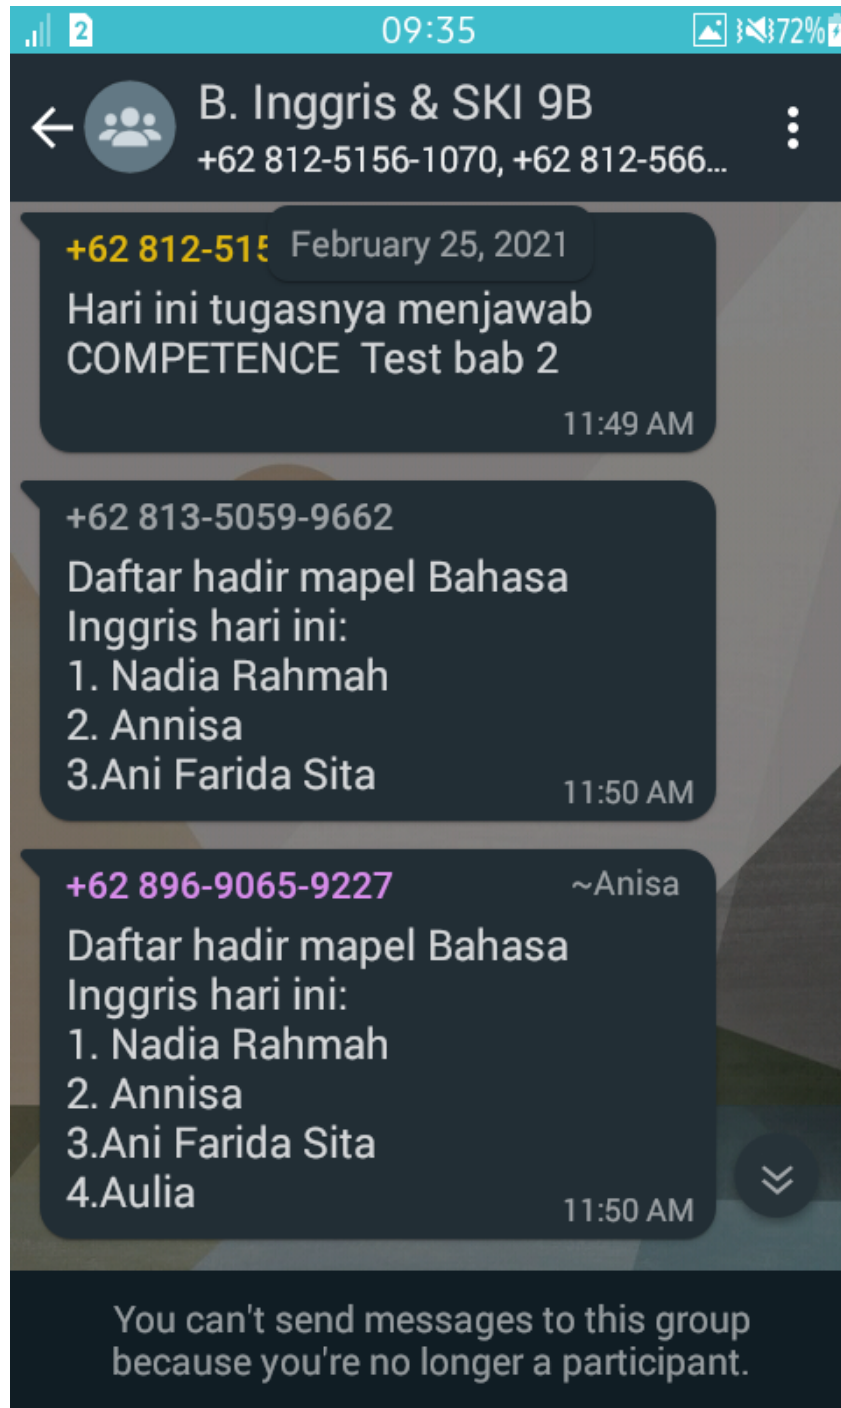 2 09:35 72%
B. Inggris & SKI 9B
+62 812-5156-1070, +62 812-566...
February 25, 2021
+62 812-515
Hari ini tugasnya menjawab
COMPETENCE Test bab 2
11:49 AM
+62 813-5059-9662
Daftar hadir mapel Bahasa
Inggris hari ini:
1. Nadia Rahmah
2. Annisa
3.Ani Farida Sita
11:50 AM
+62 896-9065-9227 ~Anisa
Daftar hadir mapel Bahasa
Inggris hari ini:
1. Nadia Rahmah
2. Annisa
3.Ani Farida Sita
4.Aulia
11:50 AM
You can't send messages to this group
because you're no longer a participant.